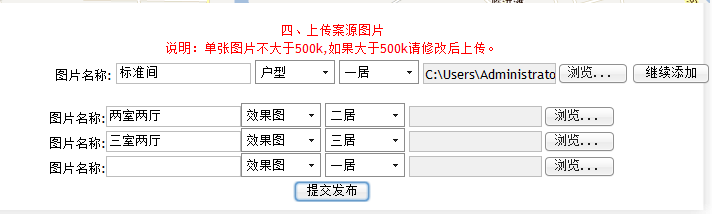 四、上传案源图片
说明：单张图片不大于500k,如果大于500k请修改后上传。
图片名称: 标准间 户型 一居 C:\Users\Administrato 浏览... 继续添加
图片名称: 两室两厅 效果图 二居 浏览...
图片名称: 三室两厅 效果图 三居 浏览...
图片名称: 效果图 一居 浏览...
提交发布